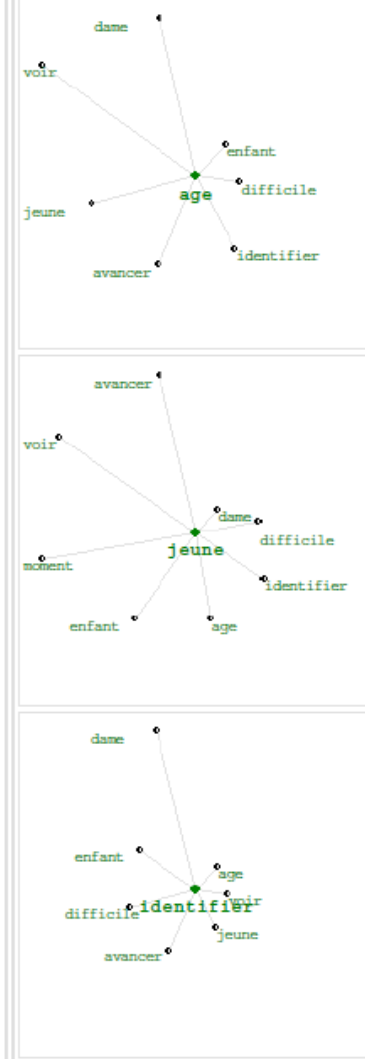 dame
voir
enfant
difficile
age
jeune
identifier
avancer
avancer
voir
dame
difficile
jeune
moment
identifier
enfant
age
dame
enfant
age
voir
identifier
difficile
jeune
avancer